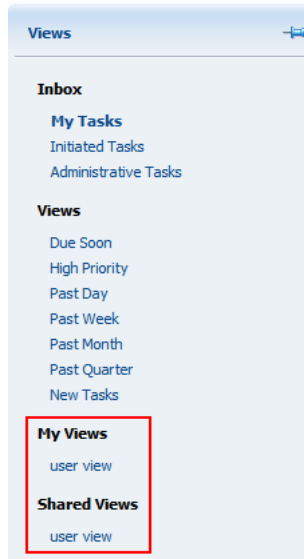 Views
Inbox
My Tasks
Initiated Tasks
Administrative Tasks
Views
Due Soon
High Priority
Past Day
Past Week
Past Month
Past Quarter
New Tasks
My Views
user view
Shared Views
user view